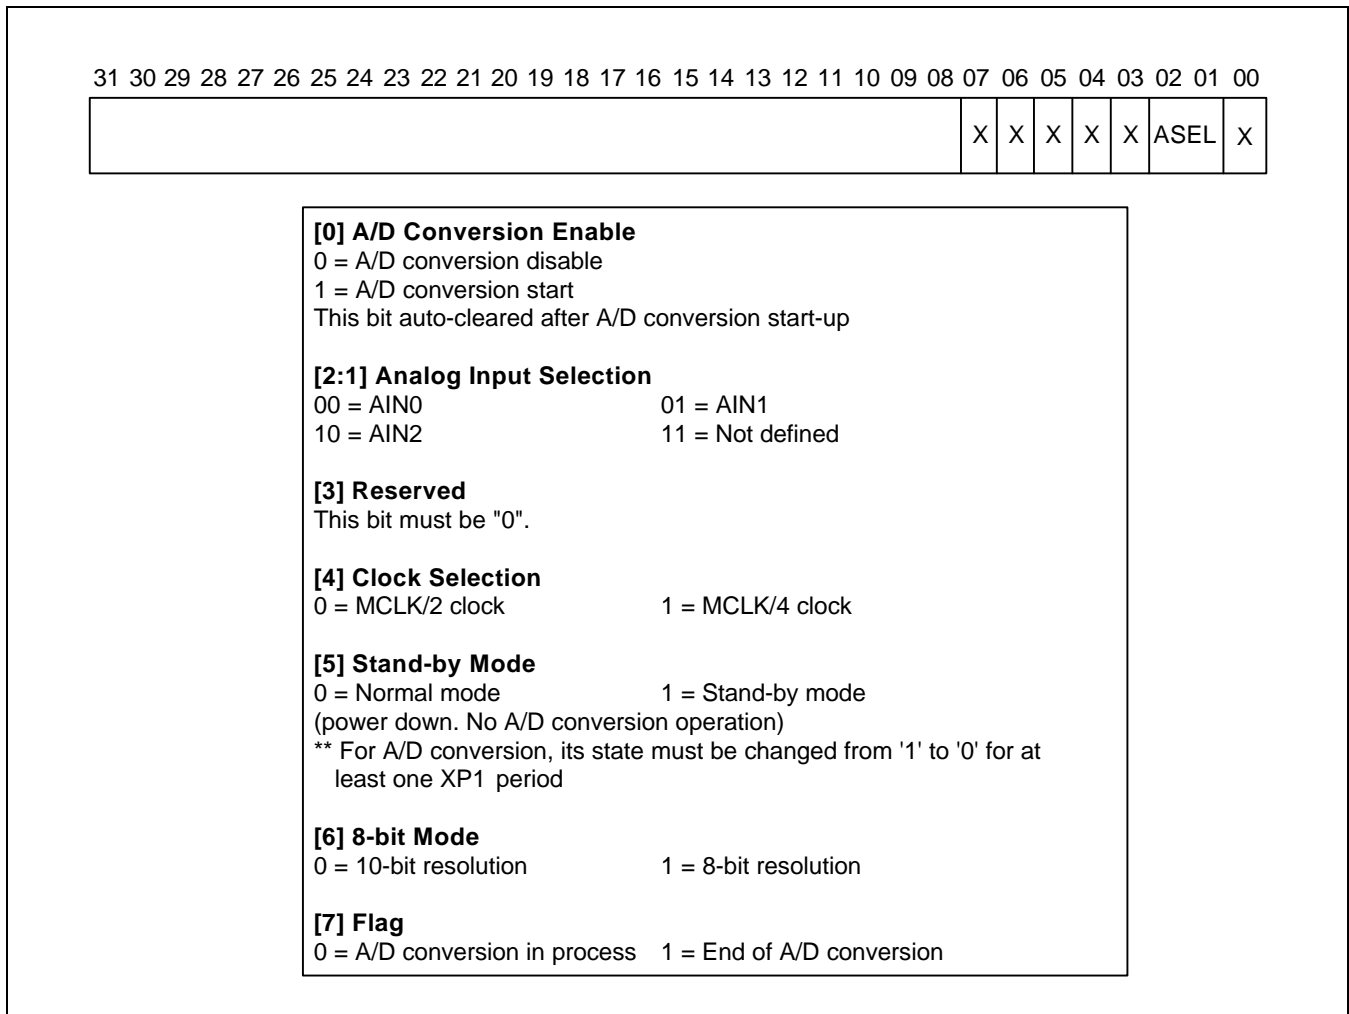 31 30 29 28 27 26 25 24 23 22 21 20 19 18 17 16 15 14 13 12 11 10 09 08 07 06 05 04 03 02 01 00
X X X X X ASEL X
[0] A/D Conversion Enable
0 = A/D conversion disable
1 = A/D conversion start
This bit auto-cleared after A/D conversion start-up
[2:1] Analog Input Selection
00 = AIN0 01 = AIN1
10 = AIN2 11 = Not defined
[3] Reserved
This bit must be "0".
[4] Clock Selection
0 = MCLK/2 clock 1 = MCLK/4 clock
[5] Stand-by Mode
0 = Normal mode 1 = Stand-by mode
(power down. No A/D conversion operation)
** For A/D conversion, its state must be changed from '1' to '0' for at
least one XP1 period
[6] 8-bit Mode
0 = 10-bit resolution 1 = 8-bit resolution
[7] Flag
0 = A/D conversion in process 1 = End of A/D conversion